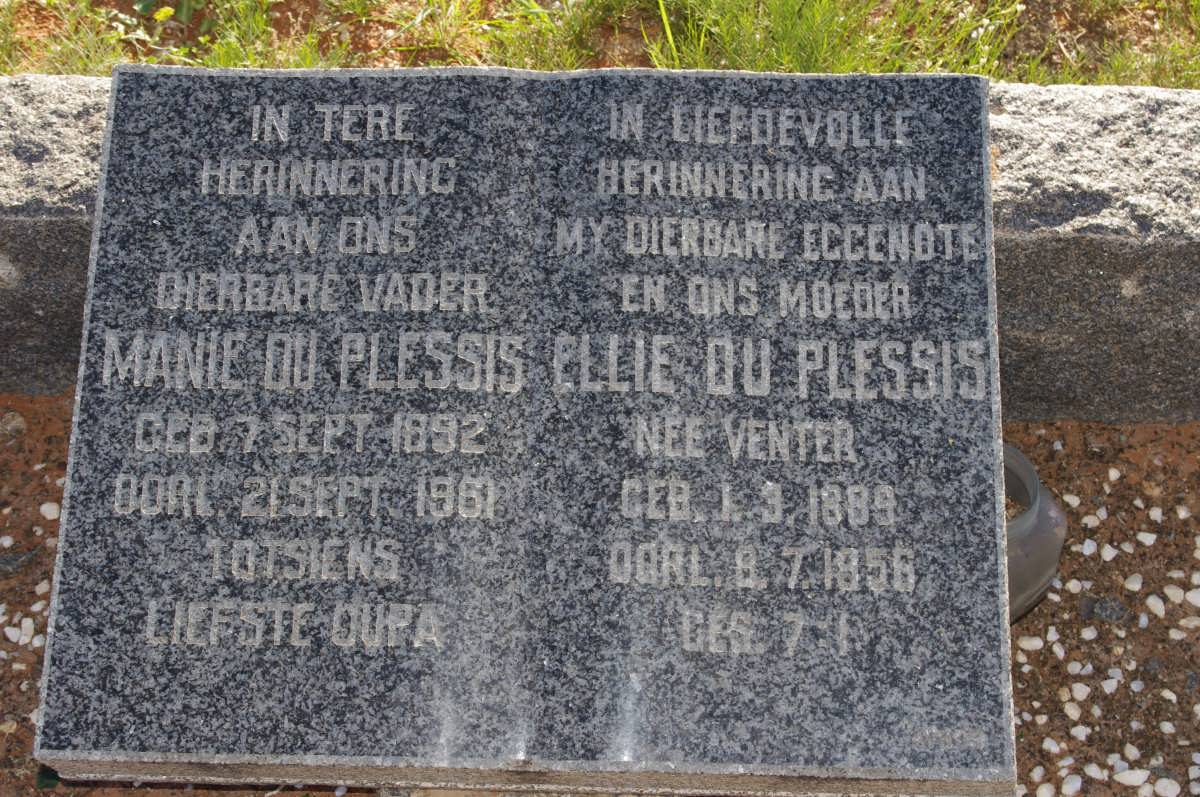 IN TERE
HERINNERING
AAN ONS
DIERBARE VADER
MANIE DU PLESSIS
GEB. 7 SEPT 1892
OORL. 21 SEPT. 1961
TOTSIENS
LIEFSTE OUPA
IN LIEFDEVOLLE
HERINNERING AAN
MY DIERBARE EGGENOTE
EN ONS MOEDER
ELLIE DU PLESSIS
NEE VENTER
GEB. 1. 9. 1889
OORL. 8. 7. 1956
GES. 7-1